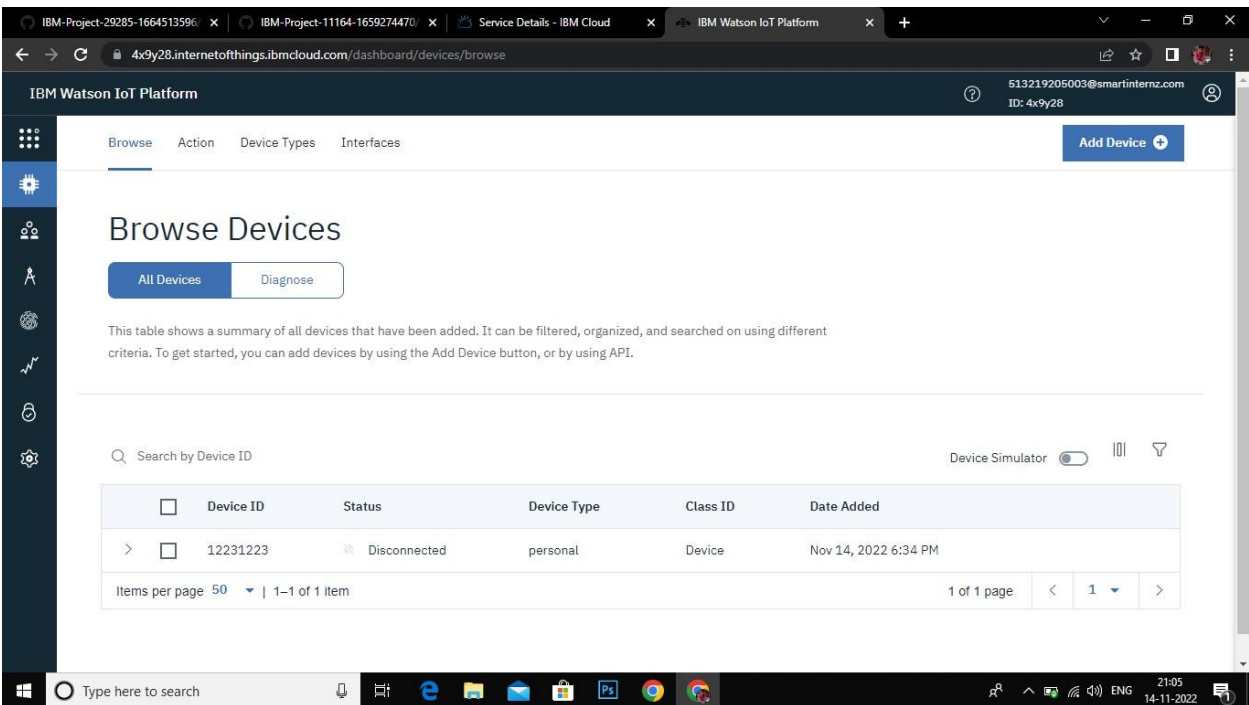 IBM-Project-29285-1664513596/
IBM-Project-11164-1659274470/
Service Details - IBM Cloud
IBM Watson IoT Platform
4x9y28.internetofthings.ibmcloud.com/dashboard/devices/browse
IBM Watson IoT Platform
513219205003@smartinternz.com
ID: 4x9y28
Browse Action Device Types Interfaces
Add Device
Browse Devices
All Devices Diagnose
This table shows a summary of all devices that have been added. It can be filtered, organized, and searched on using different
criteria. To get started, you can add devices by using the Add Device button, or by using API.
Search by Device ID
Device Simulator
Device ID Status Device Type Class ID Date Added
12231223 Disconnected personal Device Nov 14, 2022 6:34 PM
Items per page 50 | 1–1 of 1 item
1 of 1 page 1
Type here to search
Ps
ENG
21:05
14-11-2022
1